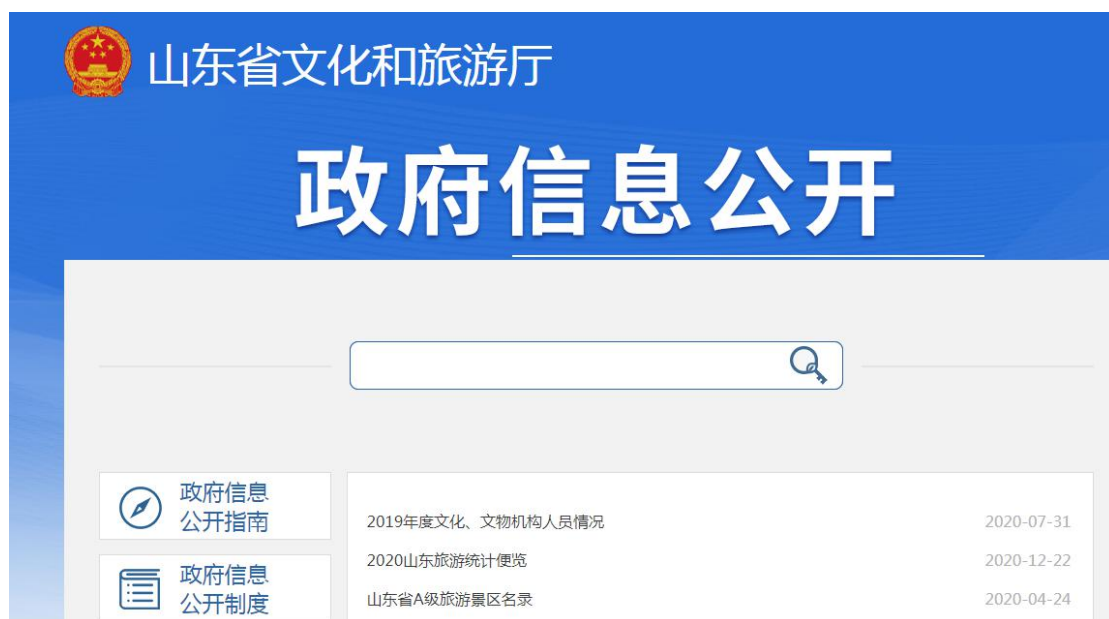 山东省文化和旅游厅
政府信息公开
政府信息
公开指南
2019年度文化、文物机构人员情况 2020-07-31
2020山东旅游统计便览 2020-12-22
政府信息
公开制度
山东省A级旅游景区名录 2020-04-24